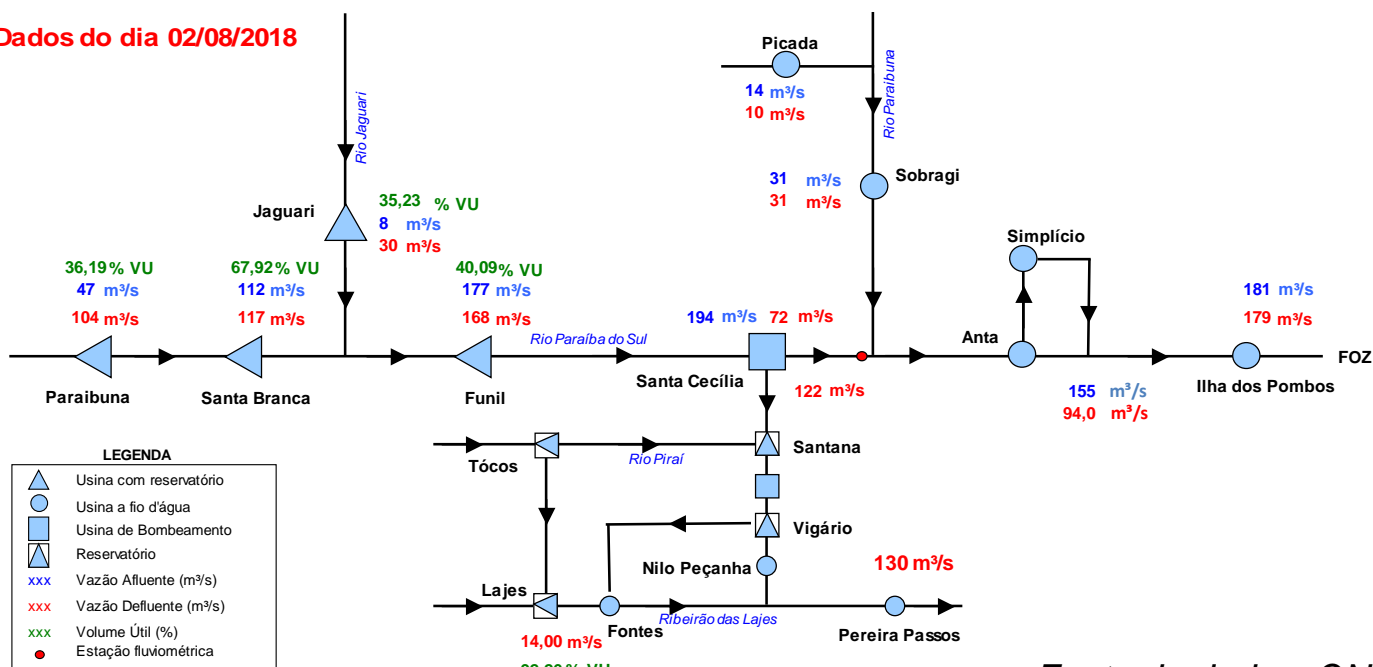 Dados do dia 02/08/2018
Picada
14 m³/s
10 m³/s
Rio Paraibuna
Rio Jaguari
Sobragi
31 m³/s
31 m³/s
Jaguari
35,23 % VU
8 m³/s
30 m³/s
Simplício
36,19% VU
47 m³/s
104 m³/s
67,92% VU
112 m³/s
117 m³/s
40,09% VU
177 m³/s
168 m³/s
Rio Paraíba do Sul
194 m³/s 72 m³/s
181 m³/s
179 m³/s
Anta
FOZ
Paraibuna
Santa Branca
Funil
Santa Cecília
122 m³/s
155 m³/s
94,0 m³/s
Ilha dos Pombos
Tócos
Rio Piraí
Santana
Vigário
Nilo Peçanha
130 m³/s
Lajes
Fontes
Ribeirão das Lajes
Pereira Passos
14,00 m³/s
LEGENDA
Usina com reservatório
Usina a fio d'água
Usina de Bombeamento
Reservatório
xxx Vazão Afluente (m³/s)
xxx Vazão Defluente (m³/s)
xxx Volume Útil (%)
Estação fluviométrica